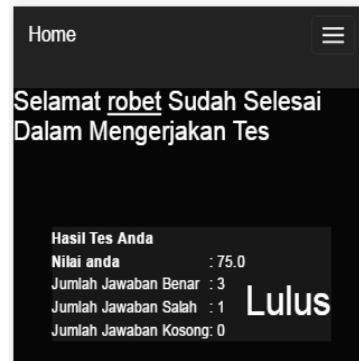 Home
Selamat robet Sudah Selesai
Dalam Mengerjakan Tes
Hasil Tes Anda
Nilai anda : 75.0
Jumlah Jawaban Benar : 3
Jumlah Jawaban Salah : 1
Jumlah Jawaban Kosong: 0
Lulus